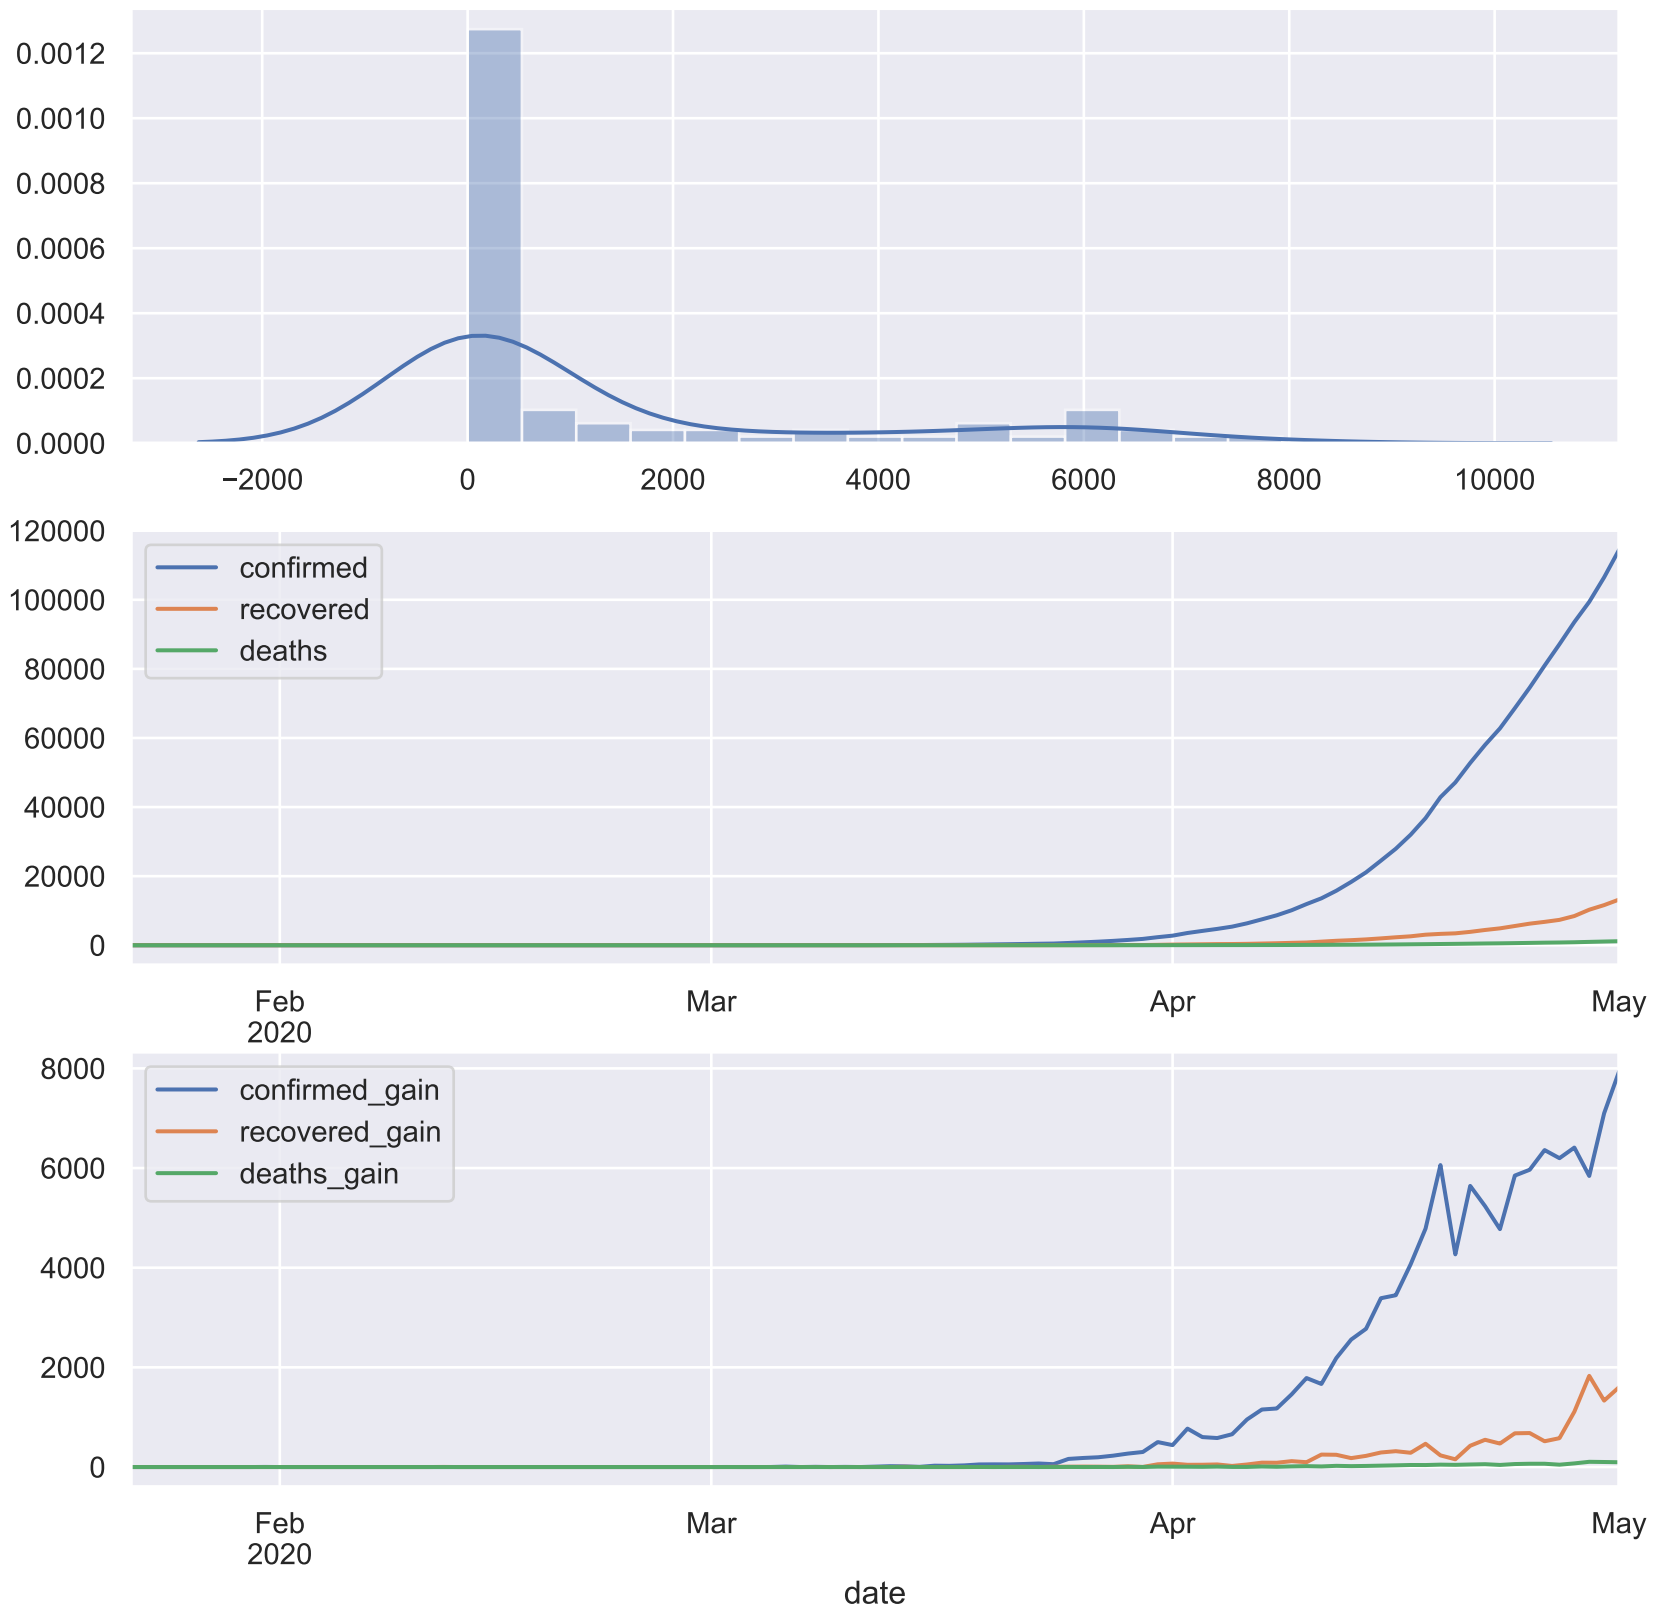 0.0012
0.0010
0.0008
0.0006
0.0004
0.0002
0.0000
−2000 0 2000 4000 6000 8000 10000
120000
100000
80000
60000
40000
20000
0
confirmed
recovered
deaths
Feb Mar Apr May
2020
8000
6000
4000
2000
0
confirmed_gain
recovered_gain
deaths_gain
Feb Mar Apr May
2020
date